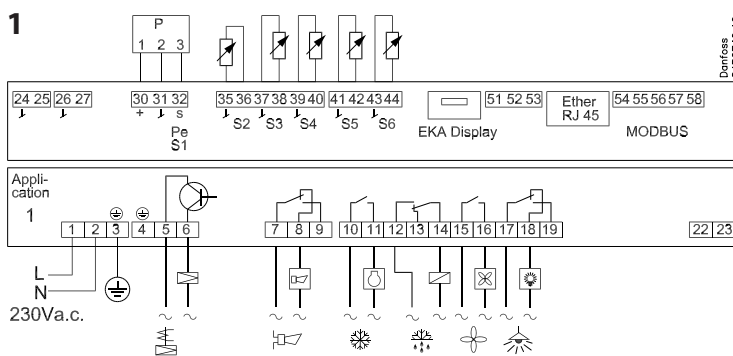 1
P
1 2 3
Danfoss
24 25 26 27 30 31 32 35 36 37 38 39 40 41 42 43 44 51 52 53 Ether RJ 45 54 55 56 57 58
+ s
Pe
S1
S2 S3 S4 S5 S6
EKA Display
MODBUS
Appli-
cation
1
1 2 3 4 5 6 7 8 9 10 11 12 13 14 15 16 17 18 19 22 23
L
N
230Va.c.